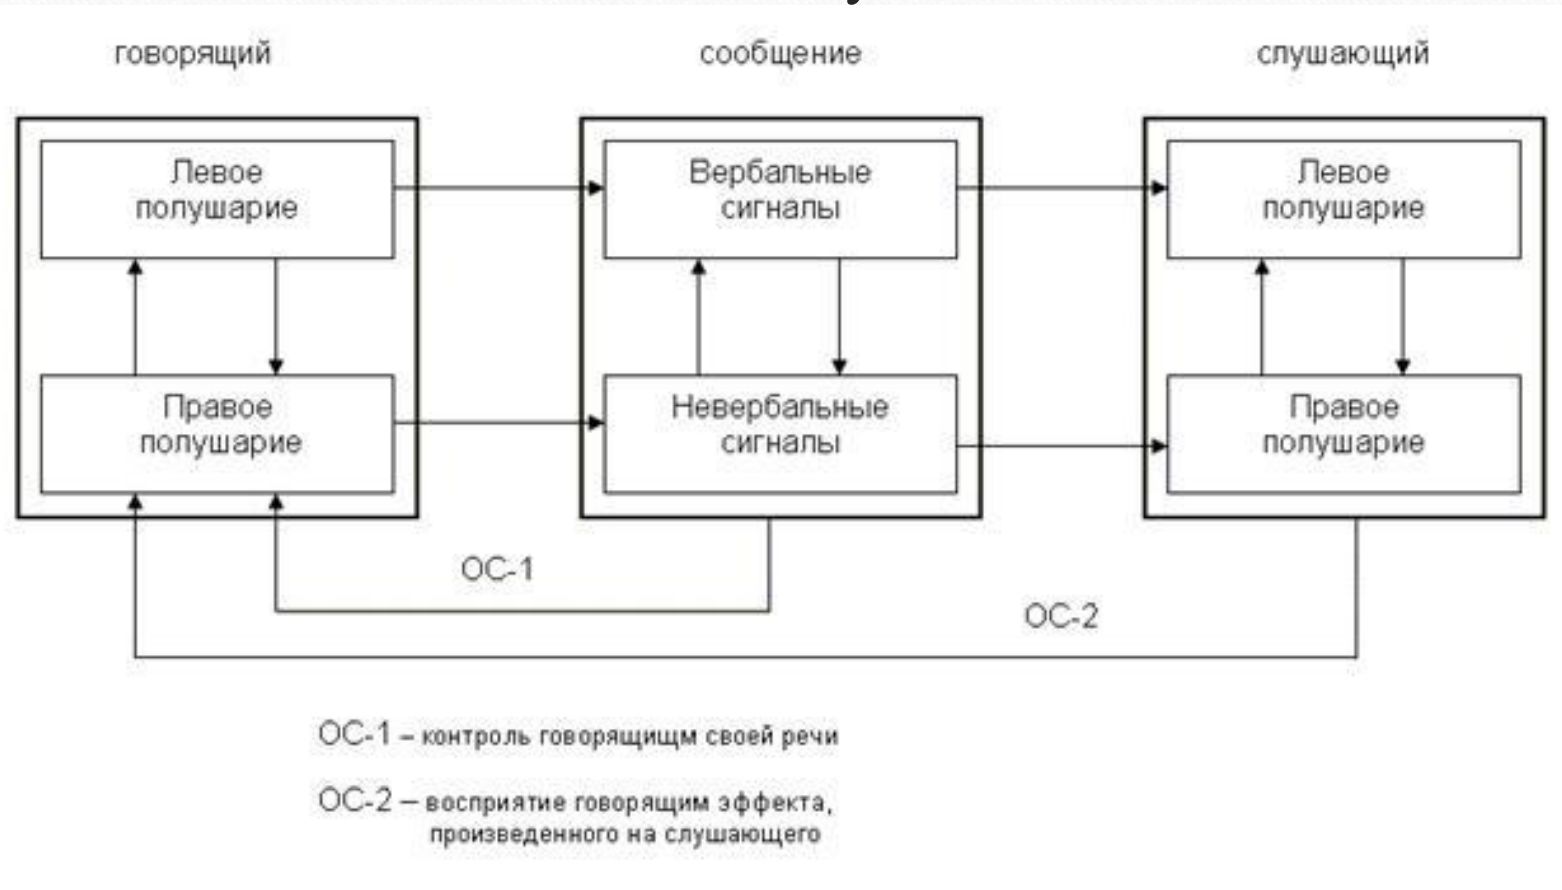 говорящий
сообщение
слушающий
Левое
полушарие
Вербальные
сигналы
Левое
полушарие
Правое
полушарие
Невербальные
сигналы
Правое
полушарие
ОС-1
ОС-2
ОС-1 – контроль говорящищм своей речи
ОС-2 – восприятие говорящим эффекта,
произведенного на слушающего